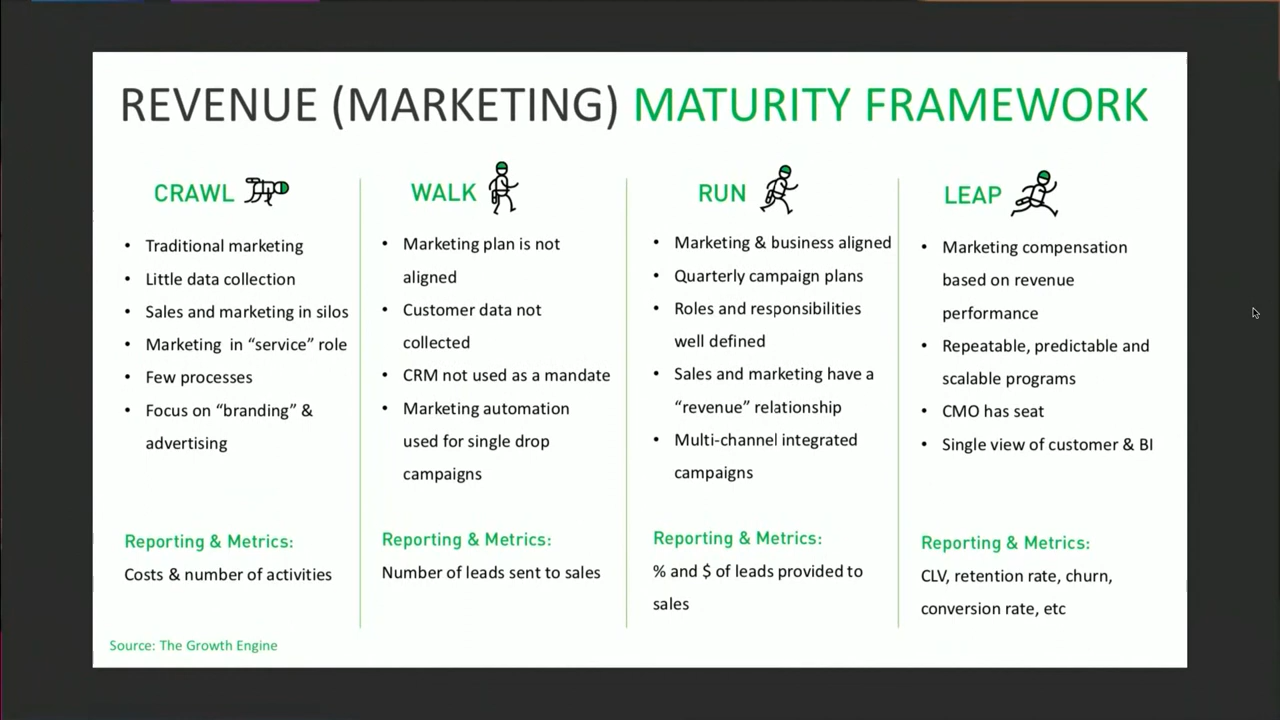 REVENUE (MARKETING) MATURITY FRAMEWORK
CRAWL
• Traditional marketing
• Little data collection
• Sales and marketing in silos
• Marketing in “service” role
• Few processes
• Focus on “branding” &
advertising
Reporting & Metrics:
Costs & number of activities
WALK
• Marketing plan is not
aligned
• Customer data not
collected
• CRM not used as a mandate
• Marketing automation
used for single drop
campaigns
Reporting & Metrics:
Number of leads sent to sales
RUN
• Marketing & business aligned
• Quarterly campaign plans
• Roles and responsibilities
well defined
• Sales and marketing have a
“revenue” relationship
• Multi-channel integrated
campaigns
Reporting & Metrics:
% and $ of leads provided to
sales
LEAP
• Marketing compensation
based on revenue
performance
• Repeatable, predictable and
scalable programs
• CMO has seat
• Single view of customer & BI
Reporting & Metrics:
CLV, retention rate, churn,
conversion rate, etc
Source: The Growth Engine